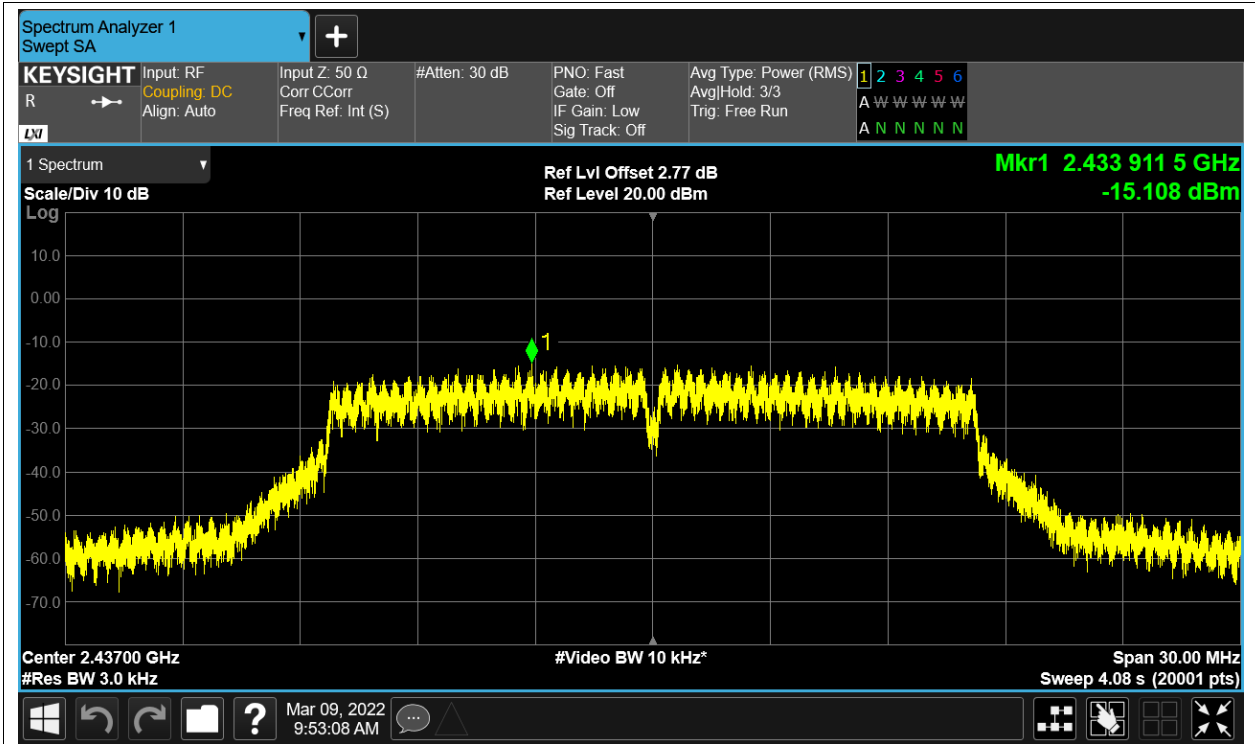 Spectrum Analyzer 1
Swept SA
KEYSIGHT
R
LXI
Input: RF
Coupling: DC
Align: Auto
Input Z: 50 Ω
Corr CCorr
Freq Ref: Int (S)
#Atten: 30 dB
PNO: Fast
Gate: Off
IF Gain: Low
Sig Track: Off
Avg Type: Power (RMS)
Avg|Hold: 3/3
Trig: Free Run
1 2 3 4 5 6
A W W W W W
A N N N N N
1 Spectrum
Scale/Div 10 dB
Log
Ref Lvl Offset 2.77 dB
Ref Level 20.00 dBm
Mkr1 2.433 911 5 GHz
-15.108 dBm
10.0
0.00
-10.0
1
-20.0
-30.0
-40.0
-50.0
-60.0
-70.0
Center 2.43700 GHz
#Res BW 3.0 kHz
#Video BW 10 kHz*
Span 30.00 MHz
Sweep 4.08 s (20001 pts)
?
Mar 09, 2022
9:53:08 AM